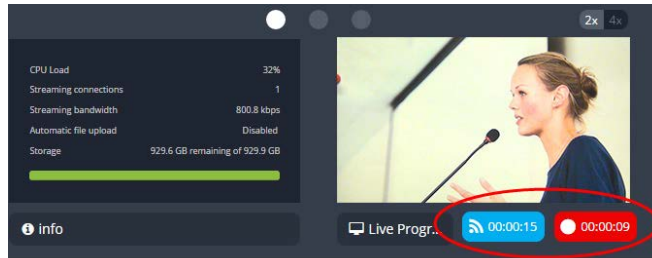 2x 4x
CPU Load 32%
Streaming connections 1
Streaming bandwidth 800.8 kbps
Automatic file upload Disabled
Storage 929.6 GB remaining of 929.9 GB
info
Live Progr...
00:00:15
00:00:09